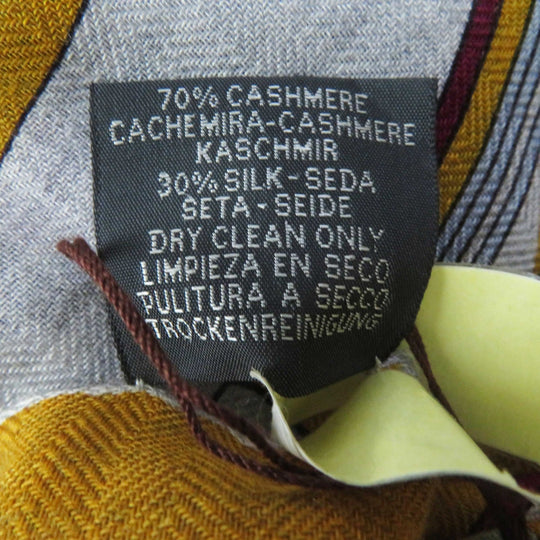 70% CASHMERE
CACHEMIRA-CASHMERE
KASCHMIR
30% SILK-SEDA
SETA-SEIDE
DRY CLEAN ONLY
LIMPIEZA EN SECO
PULITURA A SECCO
TROCKENREINIGUNG